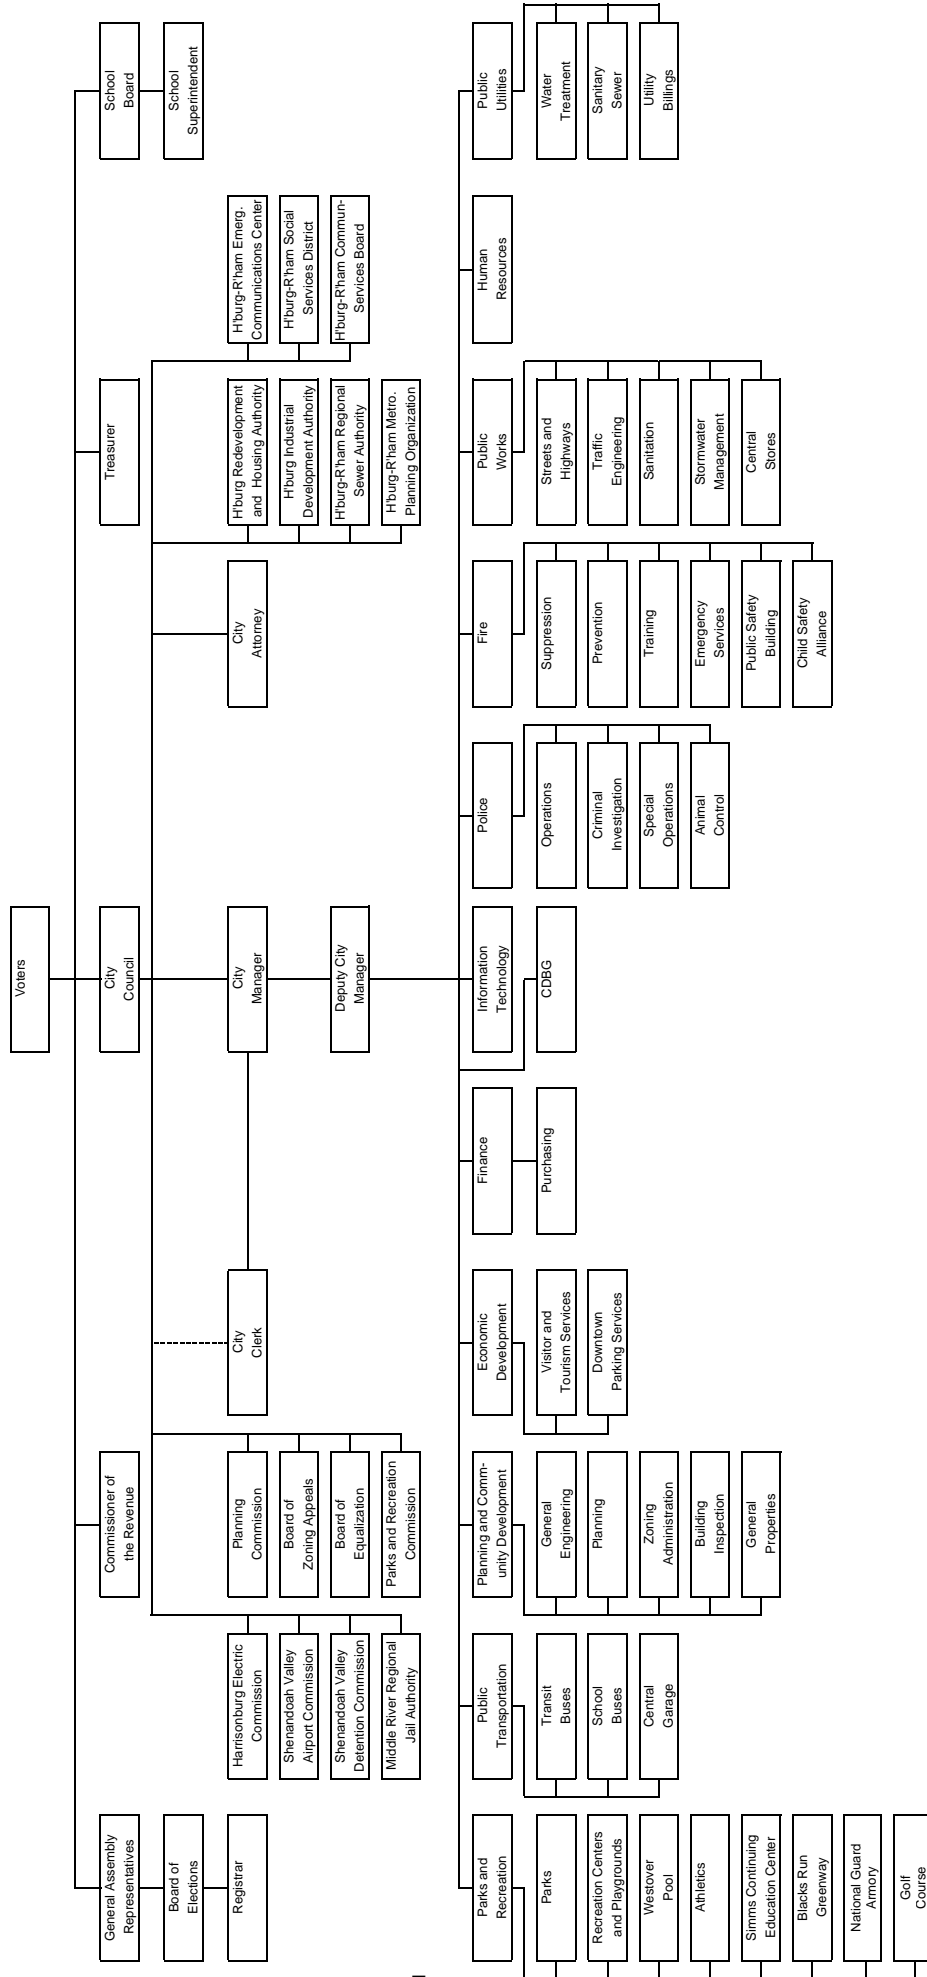 Voters
General Assembly
Representatives
Commissioner of
the Revenue
City
Council
Treasurer
School
Board
Board of
Elections
School
Superintendent
Registrar
Harrisonburg Electric
Commission
Shenandoah Valley
Airport Commission
Shenandoah Valley
Detention Commission
Middle River Regional
Jail Authority
Planning
Commission
Board of
Zoning Appeals
Board of
Equalization
Parks and Recreation
Commission
City
Clerk
City
Manager
City
Attorney
H'burg Redevelopment
and Housing Authority
H'burg Industrial
Development Authority
H'burg-R'ham Regional
Sewer Authority
H'burg-R'ham Metro.
Planning Organization
H'burg-R'ham Emerg.
Communications Center
H'burg-R'ham Social
Services District
H'burg-R'ham Commun-
Services Board
Deputy City
Manager
Parks and
Recreation
Parks
Recreation Centers
and Playgrounds
Westover
Pool
Athletics
Simms Continuing
Education Center
Blacks Run
Greenway
National Guard
Armory
Golf
Course
Public
Transportation
Transit
Buses
School
Buses
Central
Garage
Planning and Comm-
unity Development
General
Engineering
Planning
Zoning
Administration
Building
Inspection
General
Properties
Economic
Development
Visitor and
Tourism Services
Downtown
Parking Services
Finance
Purchasing
Information
Technology
CDBG
Police
Operations
Criminal
Investigation
Special
Operations
Animal
Control
Fire
Suppression
Prevention
Training
Emergency
Services
Public Safety
Building
Child Safety
Alliance
Public
Works
Streets and
Highways
Traffic
Engineering
Sanitation
Stormwater
Management
Central
Stores
Human
Resources
Public
Utilities
Water
Treatment
Sanitary
Sewer
Utility
Billings